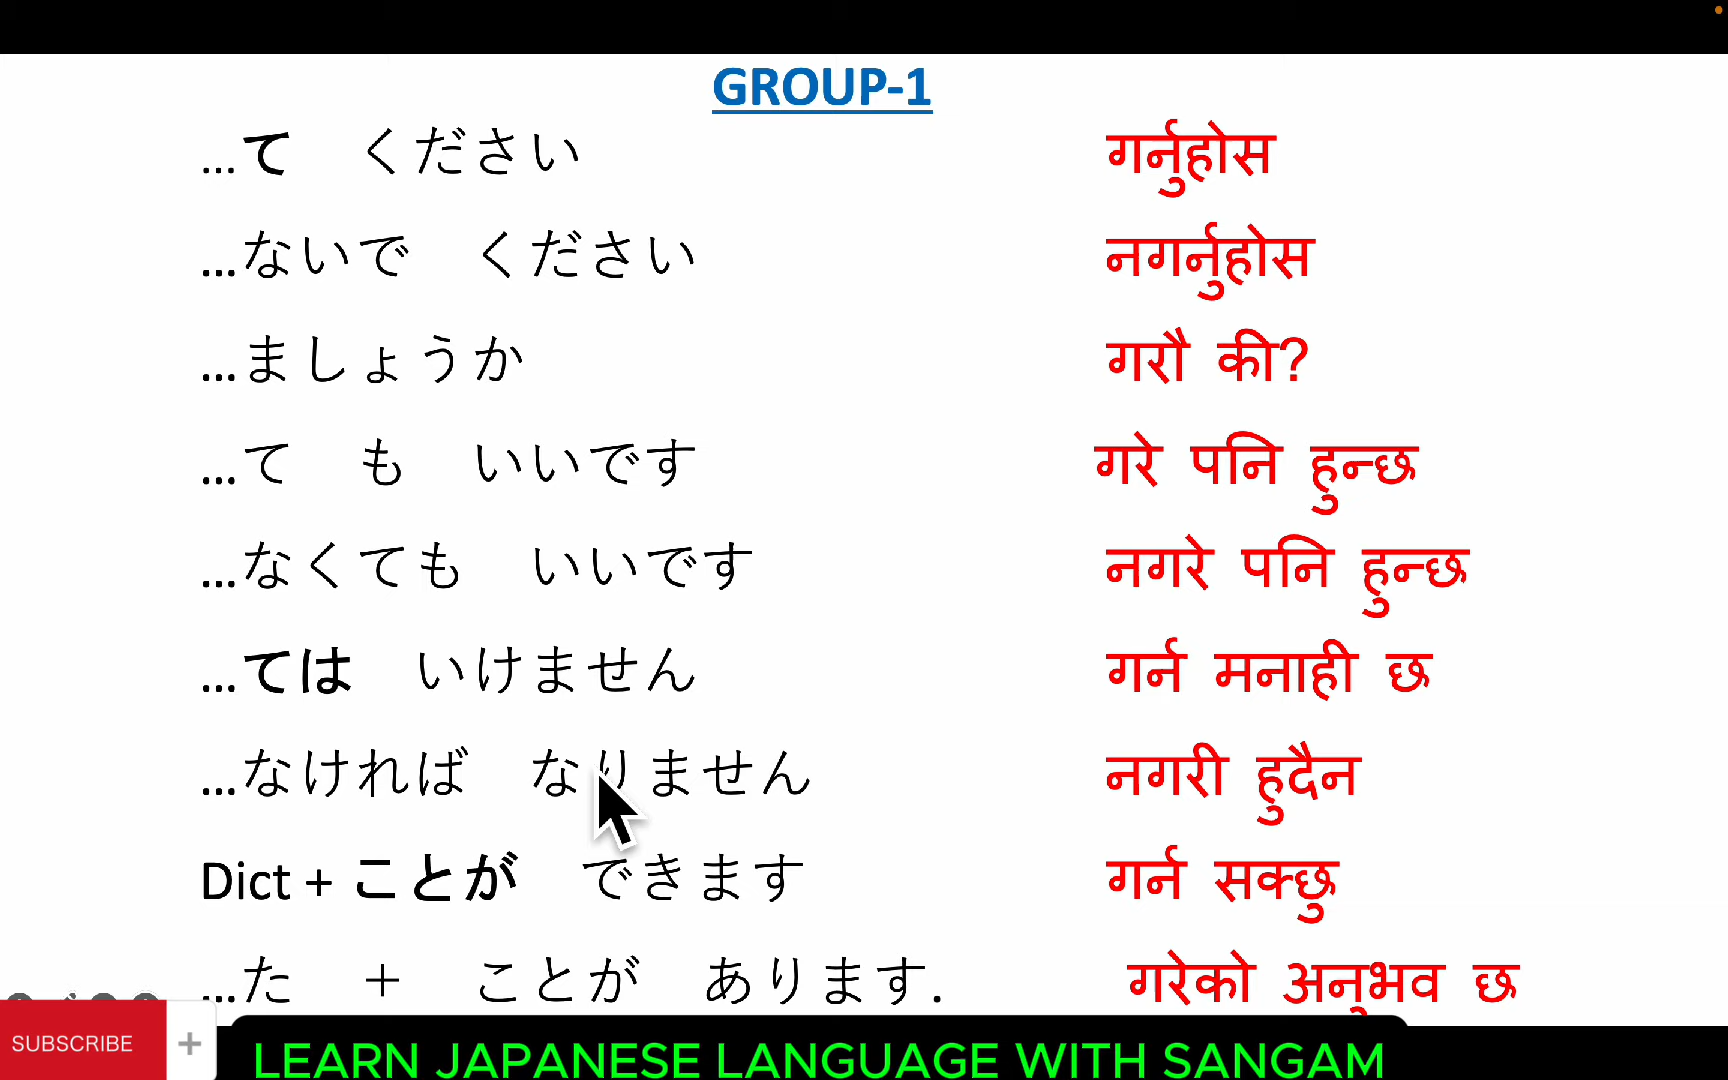 GROUP-1
...て ください गर्नुहोस
...ないで ください नगर्नुहोस
...ましょうか गरौ की?
...て も いいです गरे पनि हुन्छ
...なくても いいです नगरे पनि हुन्छ
...ては いけません गर्न मनाही छ
...なければ なりません नगरी हुदैन
Dict + ことが できます गर्न सक्छु
...た + ことが あります. गरेको अनुभव छ
SUBSCRIBE +
LEARN JAPANESE LANGUAGE WITH SANGAM